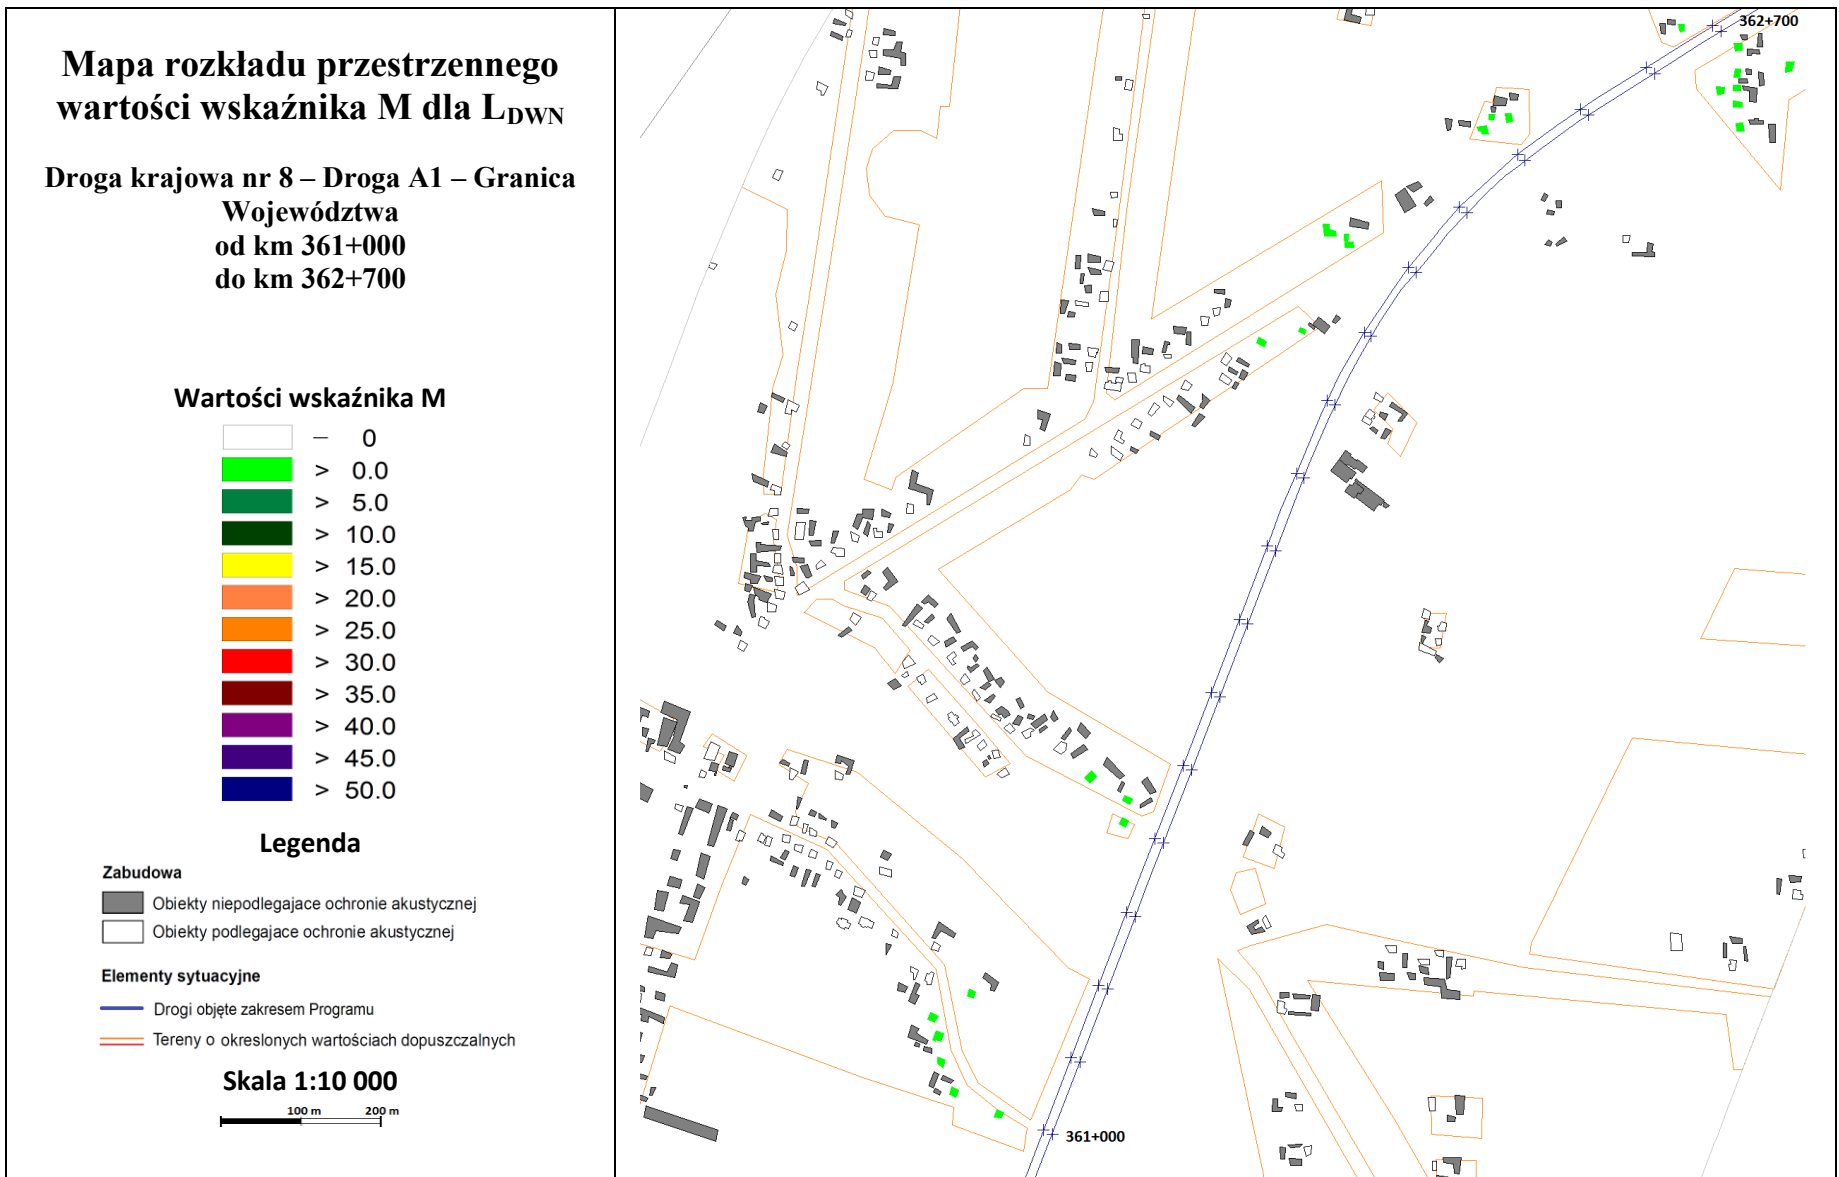 Mapa rozkładu przestrzennego
wartości wskaźnika M dla LDWN
Droga krajowa nr 8 – Droga A1 – Granica
Województwa
od km 361+000
do km 362+700
Wartości wskaźnika M
– 0
> 0.0
> 5.0
> 10.0
> 15.0
> 20.0
> 25.0
> 30.0
> 35.0
> 40.0
> 45.0
> 50.0
Legenda
Zabudowa
Obiekty niepodlegajace ochronie akustycznej
Obiekty podlegajace ochronie akustycznej
Elementy sytuacyjne
Drogi objęte zakresem Programu
Tereny o okreslonych wartościach dopuszczalnych
Skala 1:10 000
100 m 200 m
362+700
361+000